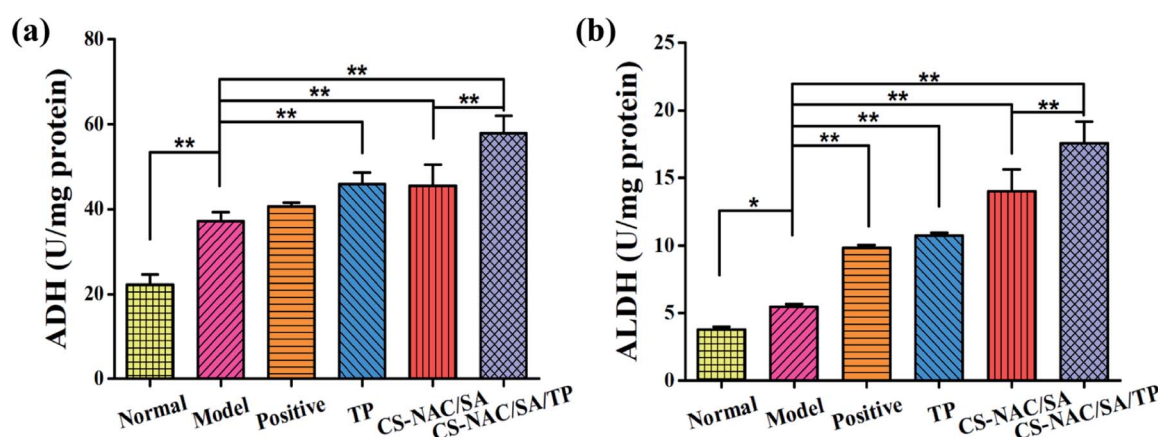 (a)
ADH (U/mg protein)
80
60
40
20
0
**
**
**
**
**
Normal
Model
Positive
TP
CS-NAC/SA
CS-NAC/SA/TP
(b)
ALDH (U/mg protein)
25
20
15
10
5
0
**
**
**
**
**
*
Normal
Model
Positive
TP
CS-NAC/SA
CS-NAC/SA/TP